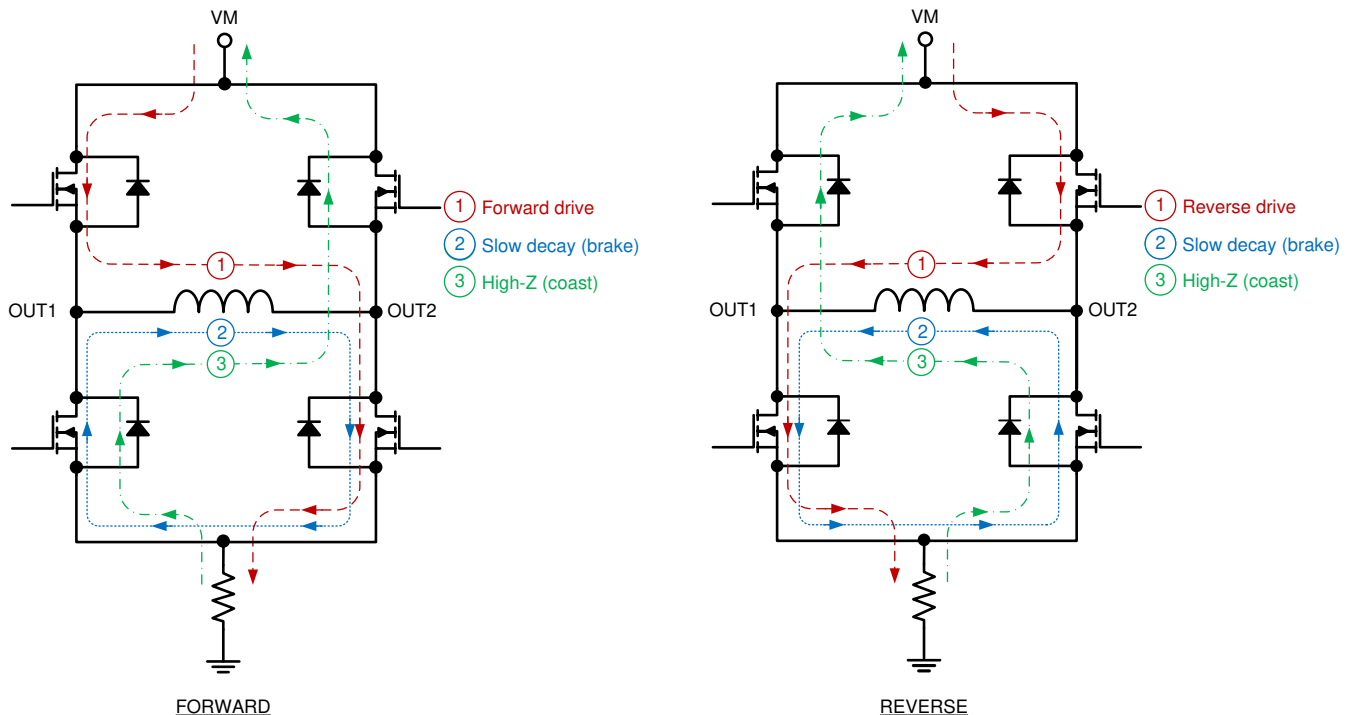 VM
1 Forward drive
2 Slow decay (brake)
3 High-Z (coast)
1
OUT1
OUT2
2
3
FORWARD
VM
1 Reverse drive
2 Slow decay (brake)
3 High-Z (coast)
1
OUT1
OUT2
2
3
REVERSE